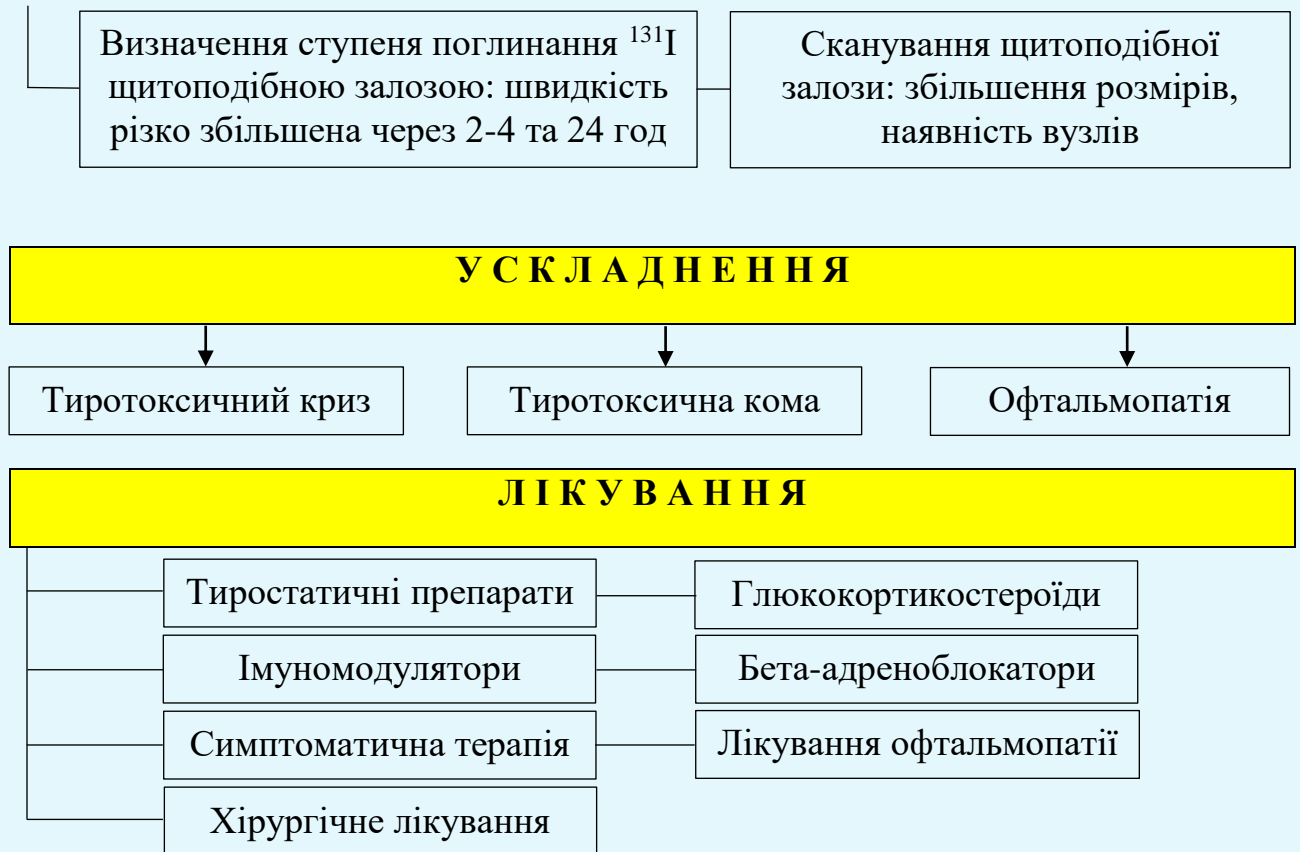 Визначення ступеня поглинання ¹³¹I
щитоподібною залозою: швидкість
різко збільшена через 2-4 та 24 год
Сканування щитоподібної
залози: збільшення розмірів,
наявність вузлів
У С К Л А Д Н Е Н Н Я
Тиротоксичний криз
Тиротоксична кома
Офтальмопатія
Л І К У В А Н Н Я
Тиростатичні препарати
Глюкокортикостероїди
Імуномодулятори
Бета-адреноблокатори
Симптоматична терапія
Лікування офтальмопатії
Хірургічне лікування